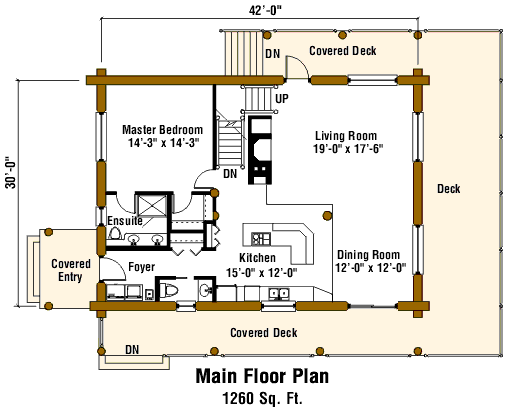 42'-0"
DN
Covered Deck
UP
Master Bedroom
14'-3" x 14'-3"
Living Room
19'-0" x 17'-6"
30'-0"
DN
Deck
Ensuite
Covered
Entry
Foyer
Kitchen
15'-0" x 12'-0"
Dining Room
12'-0" x 12'-0"
Covered Deck
DN
Main Floor Plan
1260 Sq. Ft.